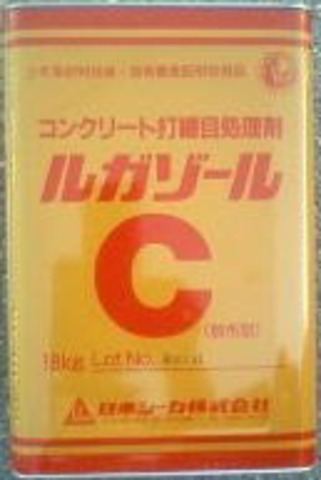 コンクリート打継目処理剤
ルガゾール
C
(散布型)
18kg Lot No.
日本シーカ株式会社